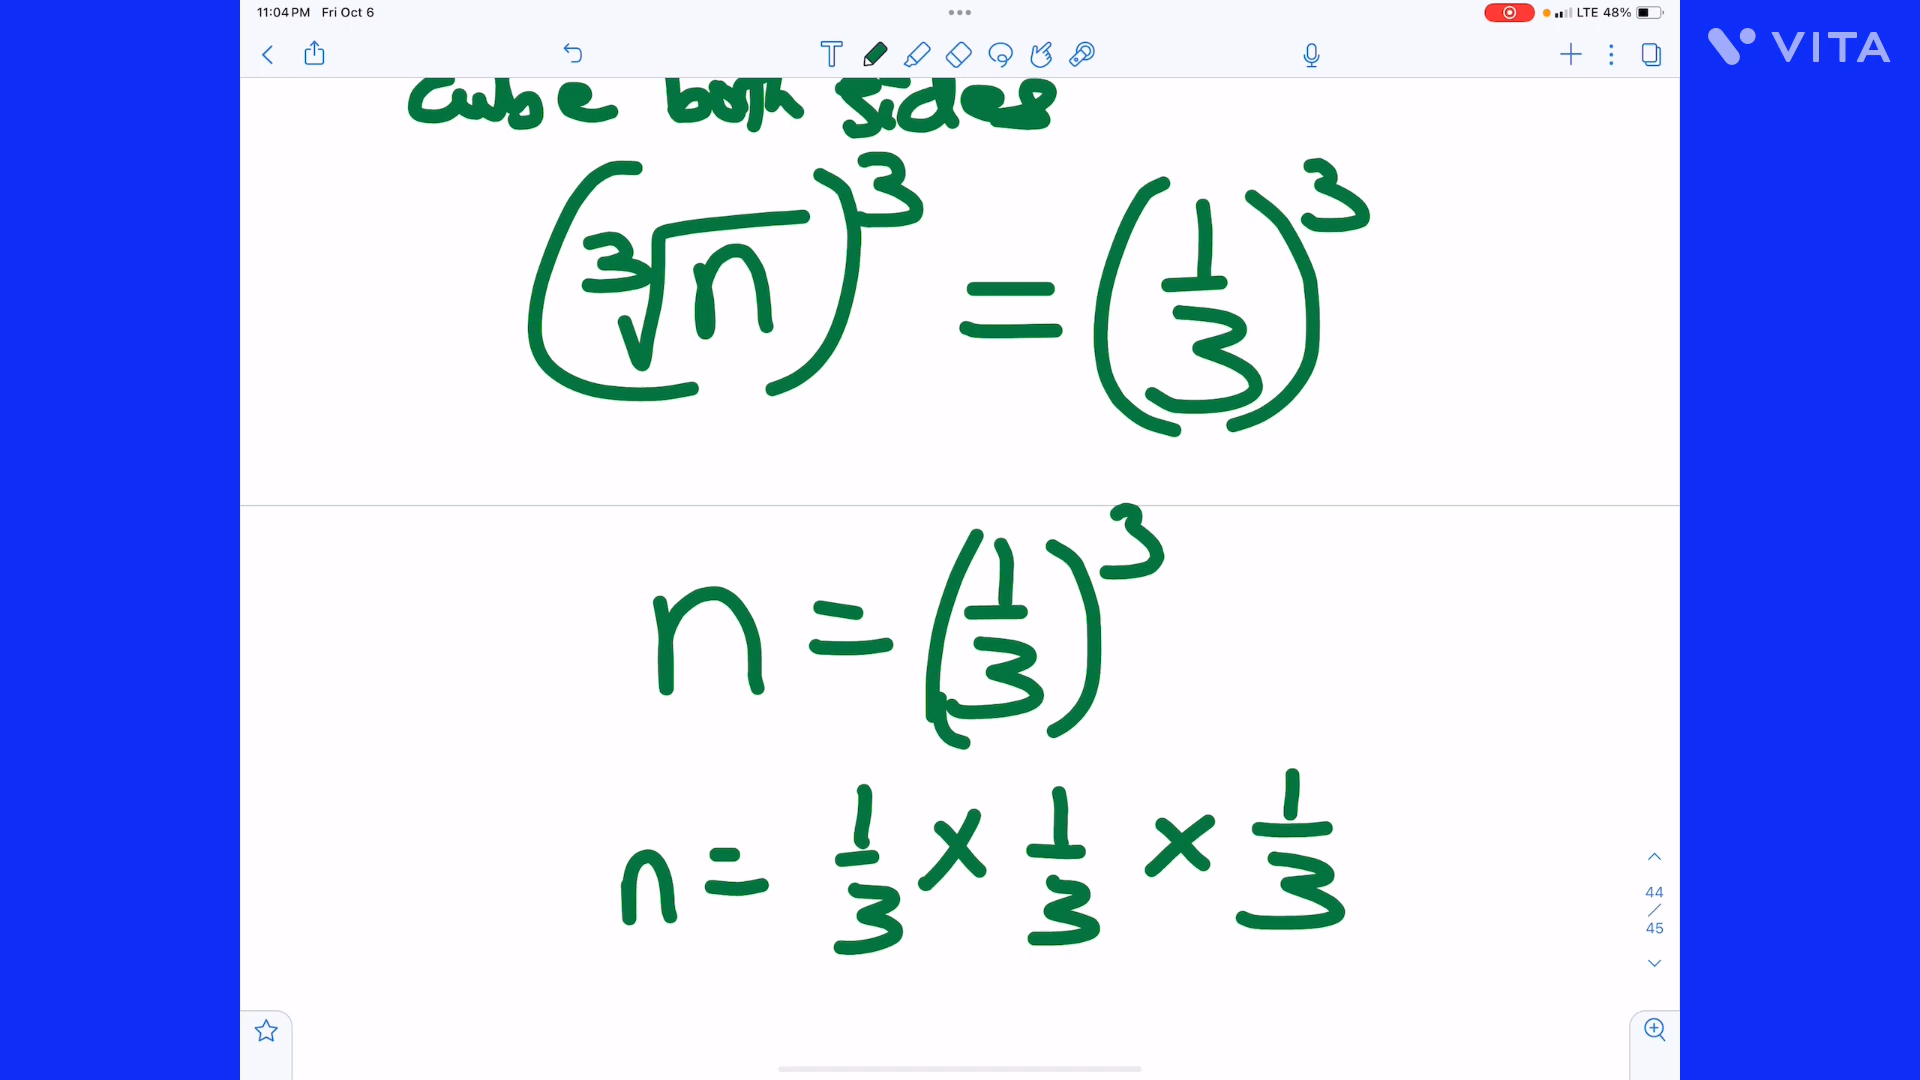 11:04 PM Fri Oct 6
LTE 48%
VITA
T
Cube both sides
(∛n)³ = (1/3)³
n = (1/3)³
n = 1/3 × 1/3 × 1/3
44
/
45